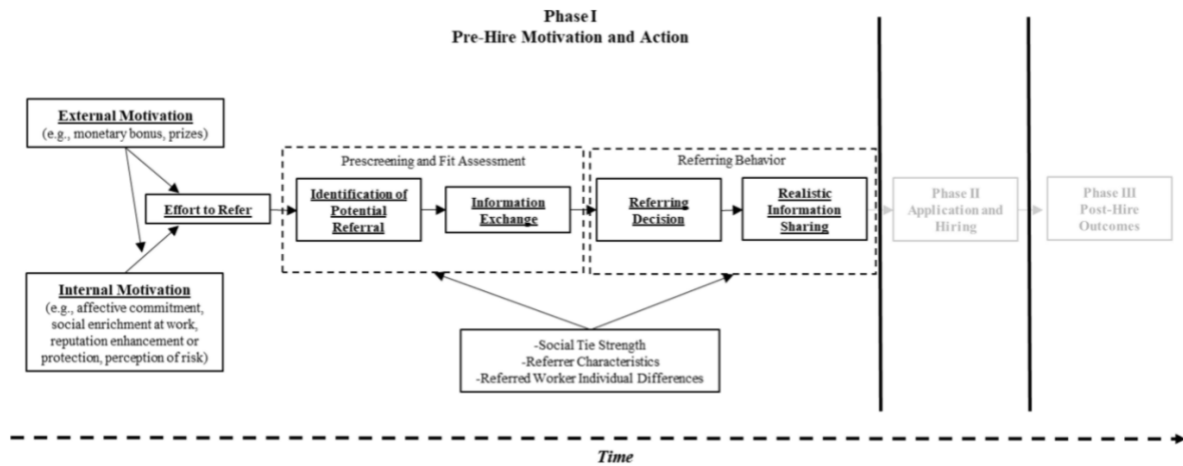 Phase I
Pre-Hire Motivation and Action
External Motivation
(e.g., monetary bonus, prizes)
Effort to Refer
Internal Motivation
(e.g., affective commitment,
social enrichment at work,
reputation enhancement or
protection, perception of risk)
Prescreening and Fit Assessment
Identification of
Potential
Referral
Information
Exchange
Referring Behavior
Referring
Decision
Realistic
Information
Sharing
-Social Tie Strength
-Referrer Characteristics
-Referred Worker Individual Differences
Phase II
Application and
Hiring
Phase III
Post-Hire
Outcomes
Time